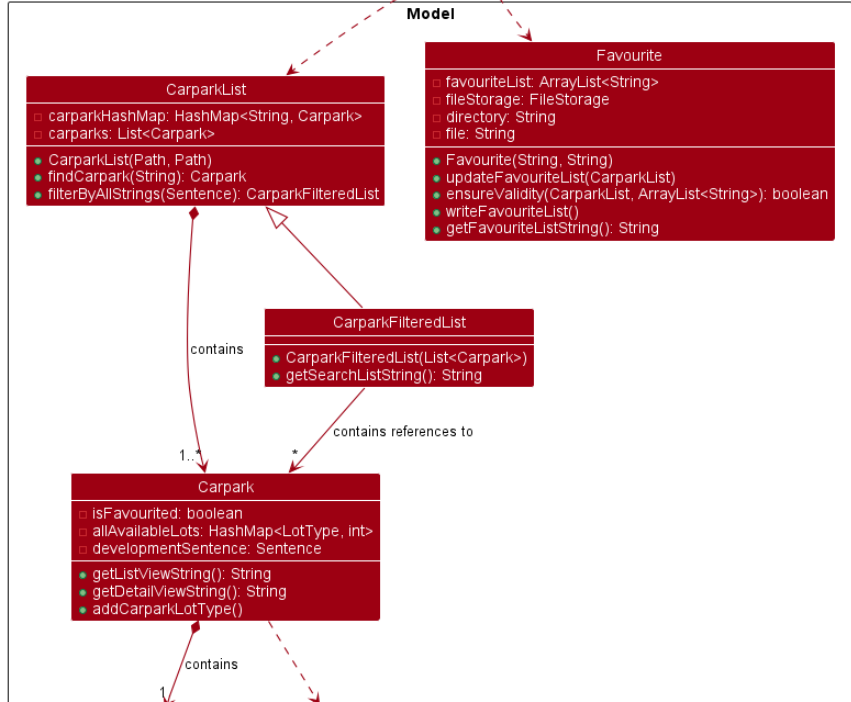 Model
CarparkList
carparkHashMap: HashMap<String, Carpark>
carparks: List<Carpark>
CarparkList(Path, Path)
findCarpark(String): Carpark
filterByAllStrings(Sentence): CarparkFilteredList
Favourite
favouriteList: ArrayList<String>
fileStorage: FileStorage
directory: String
file: String
Favourite(String, String)
updateFavouriteList(CarparkList)
ensureValidity(CarparkList, ArrayList<String>): boolean
writeFavouriteList()
getFavouriteListString(): String
contains
CarparkFilteredList
CarparkFilteredList(List<Carpark>)
getSearchListString(): String
contains references to
1..*
*
Carpark
isFavourited: boolean
allAvailableLots: HashMap<LotType, int>
developmentSentence: Sentence
getListViewString(): String
getDetailViewString(): String
addCarparkLotType()
contains
1